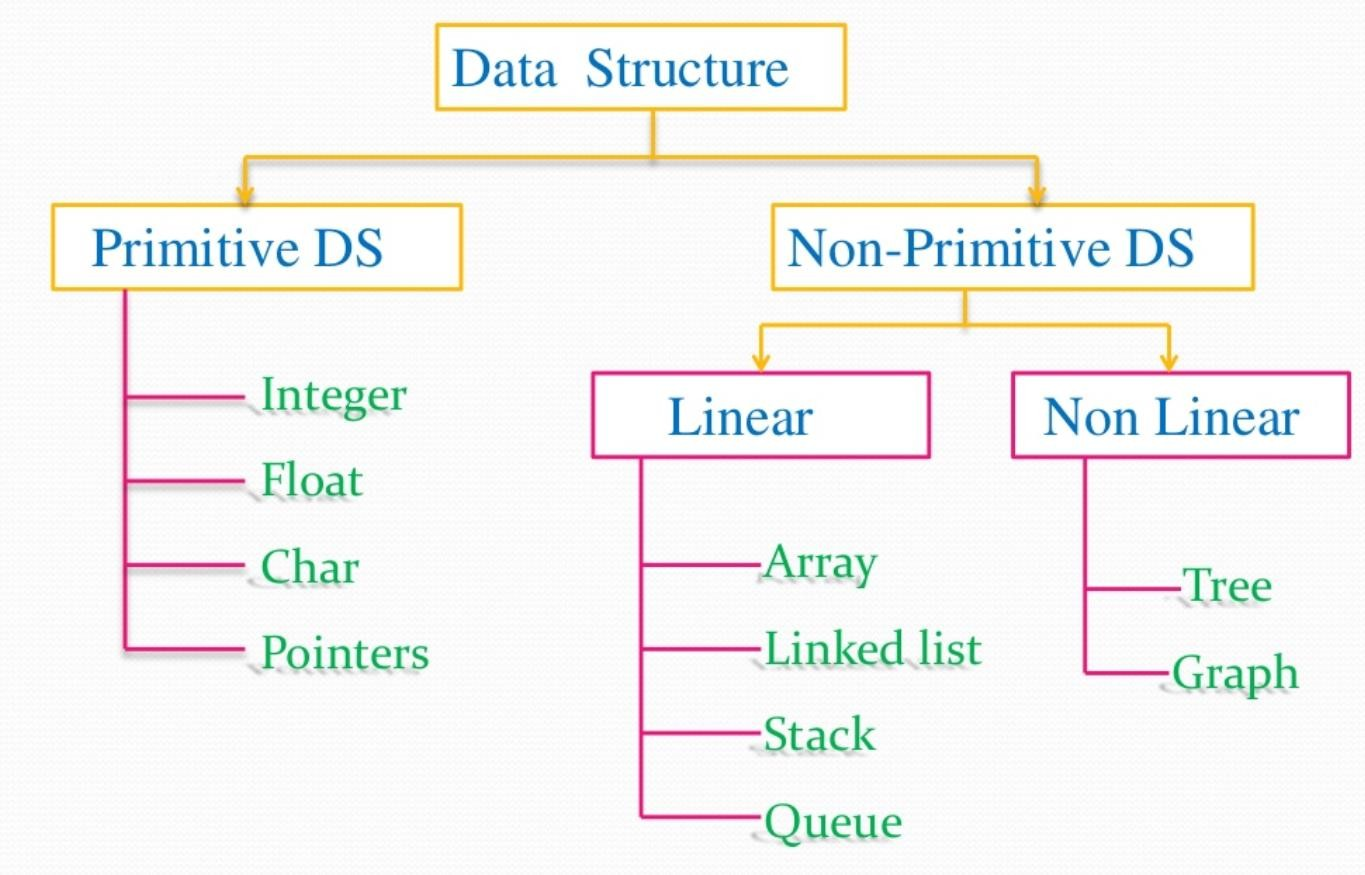 Data Structure
Primitive DS
Non-Primitive DS
Integer
Float
Char
Pointers
Linear
Non Linear
Array
Linked list
Stack
Queue
Tree
Graph